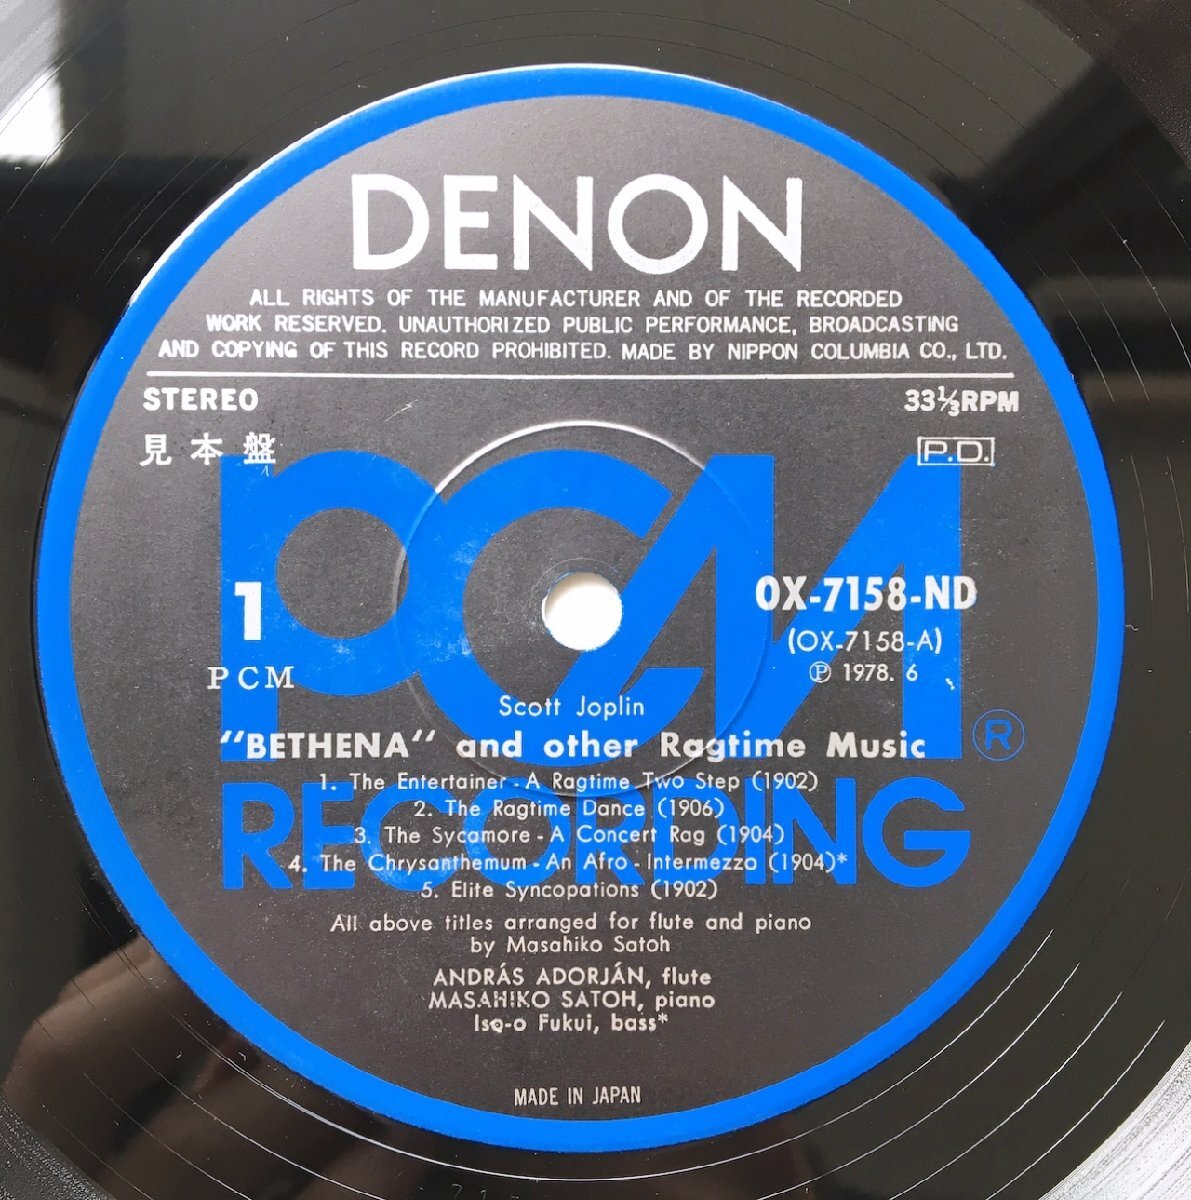 DENON
ALL RIGHTS OF THE MANUFACTURER AND OF THE RECORDED
WORK RESERVED. UNAUTHORIZED PUBLIC PERFORMANCE, BROADCASTING
AND COPYING OF THIS RECORD PROHIBITED. MADE BY NIPPON COLUMBIA CO., LTD.
STEREO 33⅓RPM
見本盤 P.D.
PCM
1 OX-7158-ND
(OX-7158-A)
PCM ℗ 1978. 6
Scott Joplin
"BETHENA" and other Ragtime Music ®
1. The Entertainer - A Ragtime Two Step (1902)
RECORDING
2. The Ragtime Dance (1906)
3. The Sycamore - A Concert Rag (1904)
4. The Chrysanthemum - An Afro - Intermezzo (1904)*
5. Elite Syncopations (1902)
All above titles arranged for flute and piano
by Masahiko Satoh
ANDRÁS ADORJÁN, flute
MASAHIKO SATOH, piano
Iso-o Fukui, bass*
MADE IN JAPAN